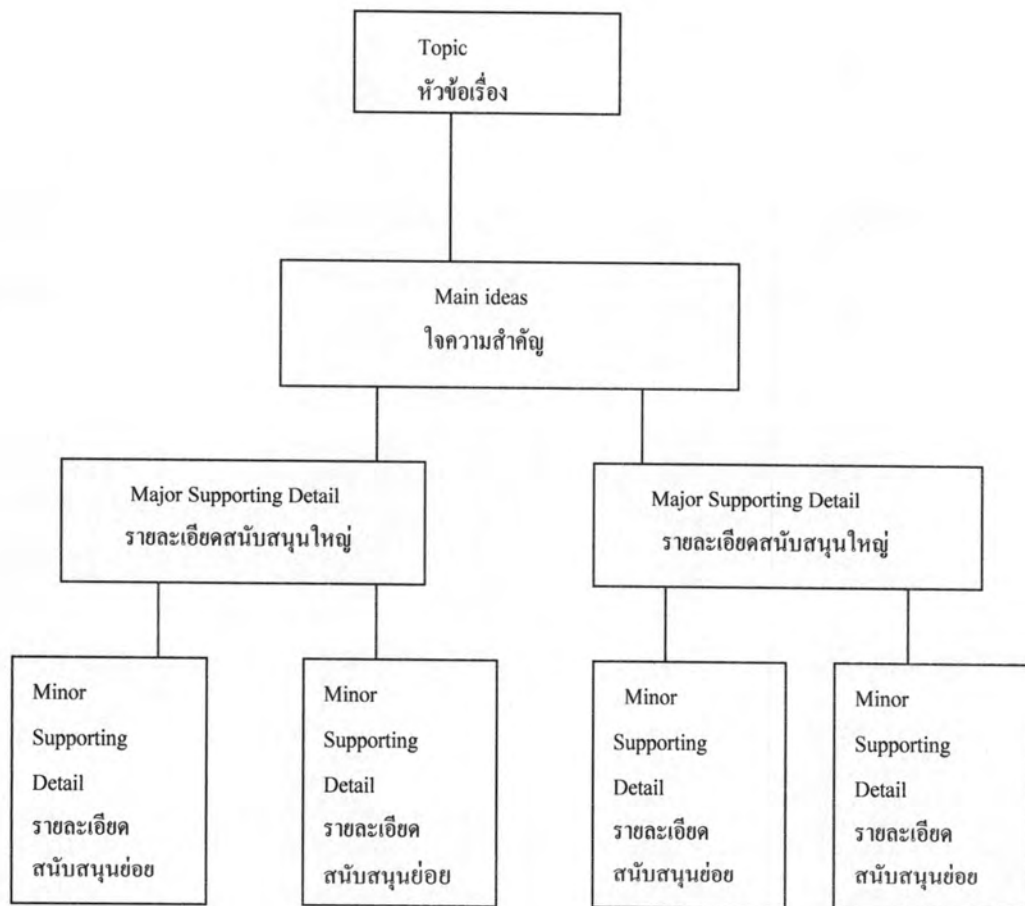 Topic
หัวข้อเรื่อง
Main ideas
ใจความสำคัญ
Major Supporting Detail
รายละเอียดสนับสนุนใหญ่
Major Supporting Detail
รายละเอียดสนับสนุนใหญ่
Minor
Supporting
Detail
รายละเอียด
สนับสนุนย่อย
Minor
Supporting
Detail
รายละเอียด
สนับสนุนย่อย
Minor
Supporting
Detail
รายละเอียด
สนับสนุนย่อย
Minor
Supporting
Detail
รายละเอียด
สนับสนุนย่อย